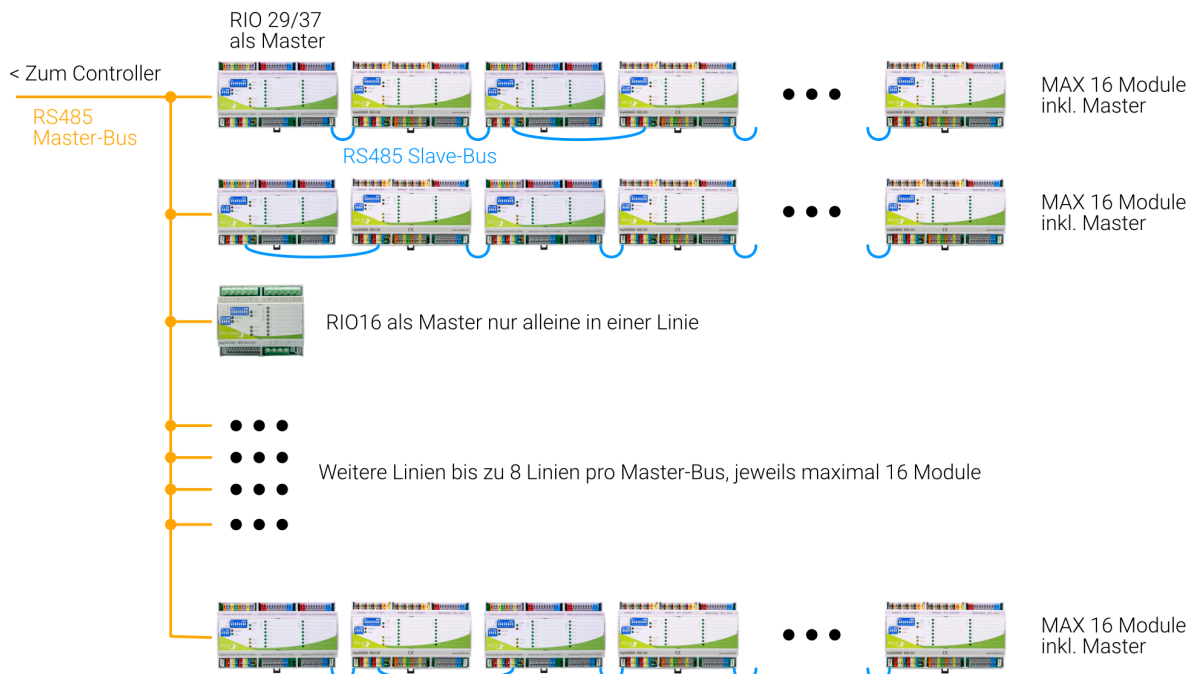 RIO 29/37
als Master
< Zum Controller
RS485
Master-Bus
MAX 16 Module
inkl. Master
RS485 Slave-Bus
MAX 16 Module
inkl. Master
RIO16 als Master nur alleine in einer Linie
Weitere Linien bis zu 8 Linien pro Master-Bus, jeweils maximal 16 Module
MAX 16 Module
inkl. Master